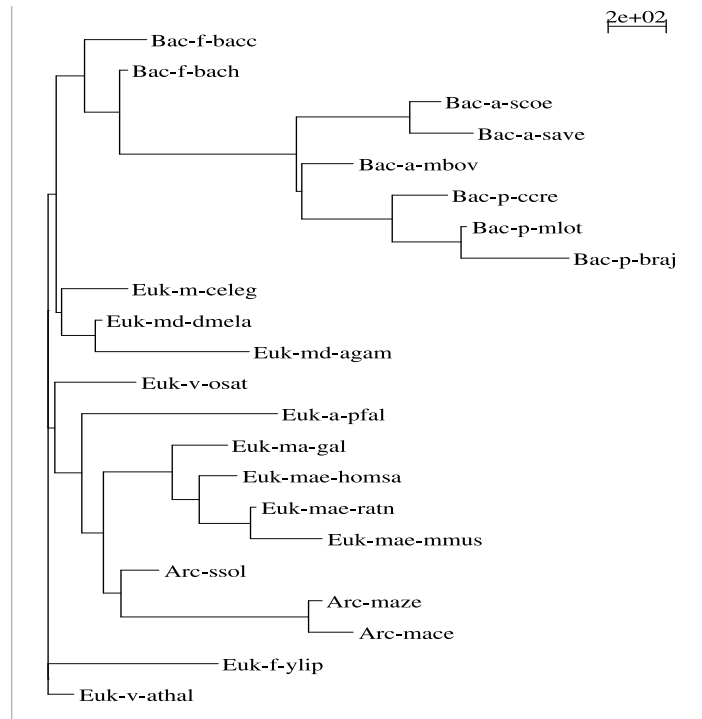 2e+02
Bac-f-bacc
Bac-f-bach
Bac-a-scoe
Bac-a-save
Bac-a-mbov
Bac-p-ccre
Bac-p-mlot
Bac-p-braj
Euk-m-celeg
Euk-md-dmela
Euk-md-agam
Euk-v-osat
Euk-a-pfal
Euk-ma-gal
Euk-mae-homsa
Euk-mae-ratn
Euk-mae-mmus
Arc-ssol
Arc-maze
Arc-mace
Euk-f-ylip
Euk-v-athal